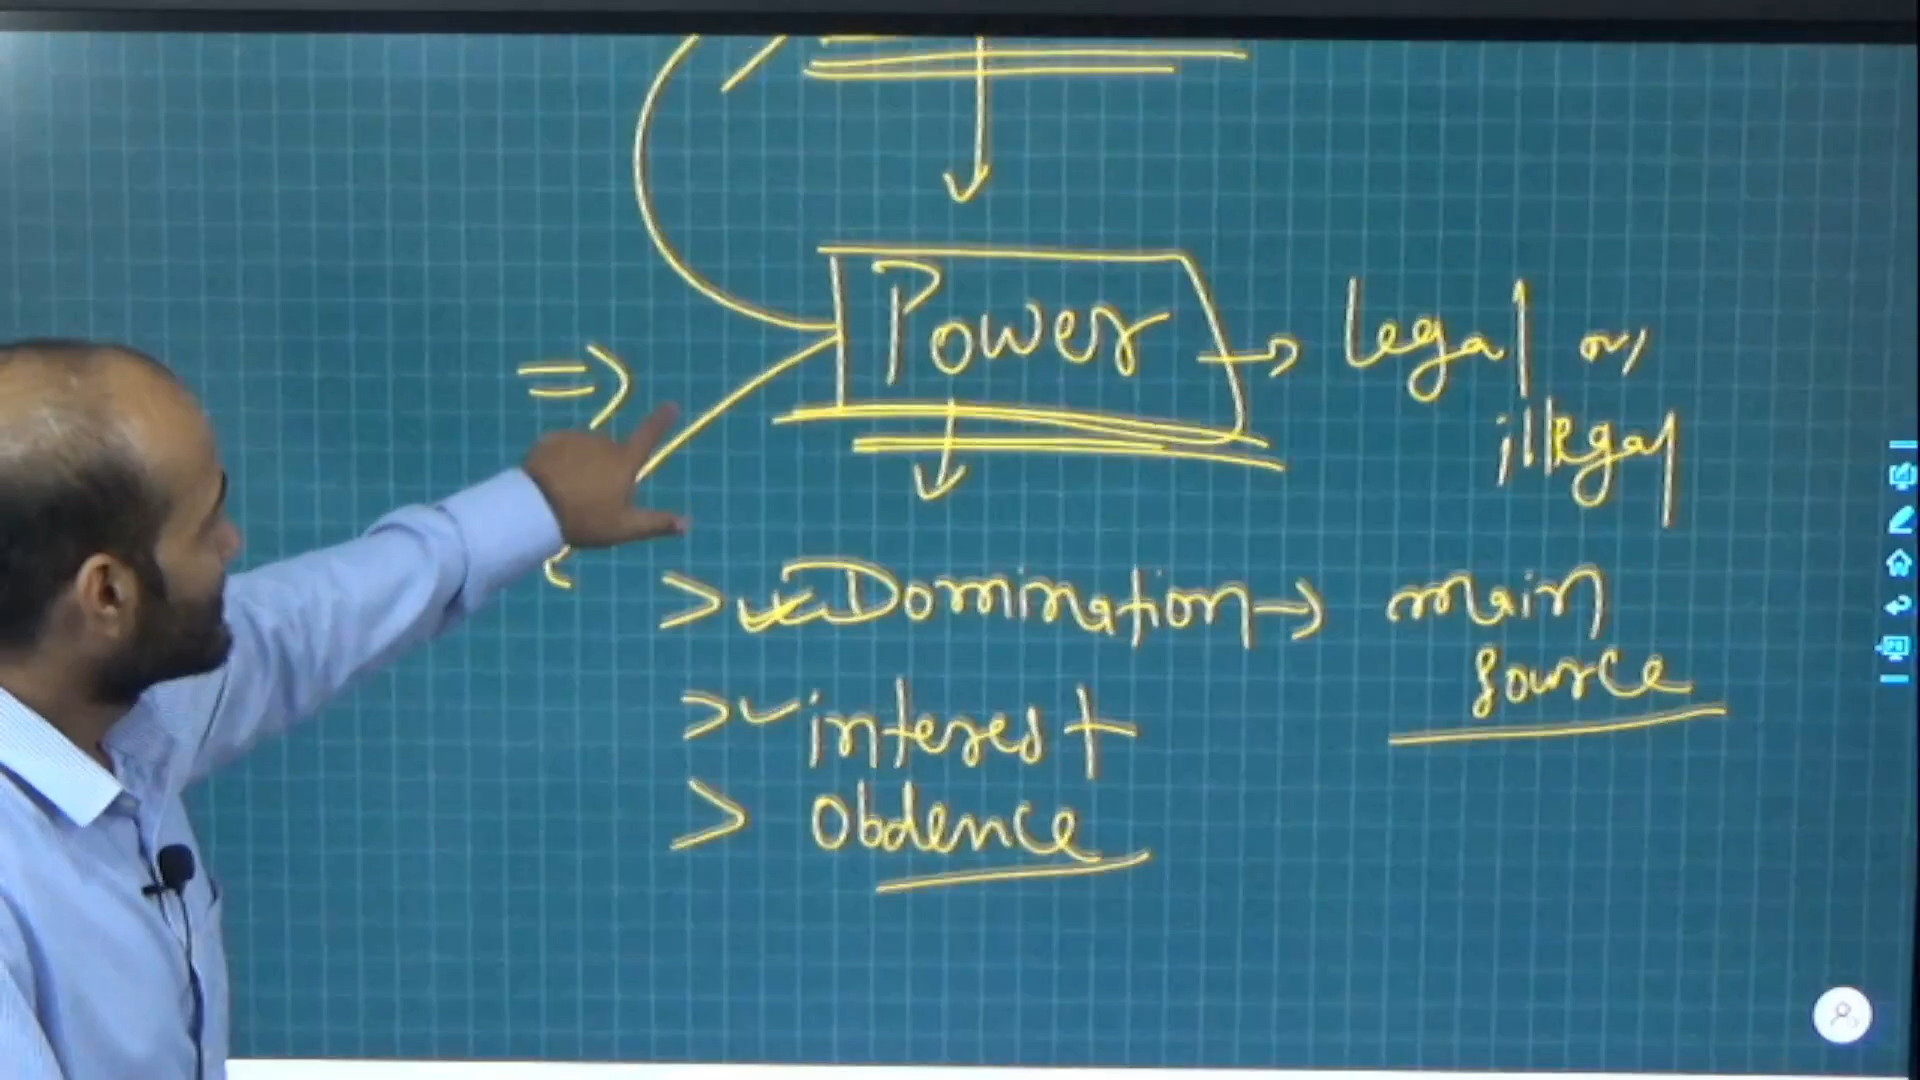 Power → legal or
illegal
> Domination → main
source
> interest
> obdence